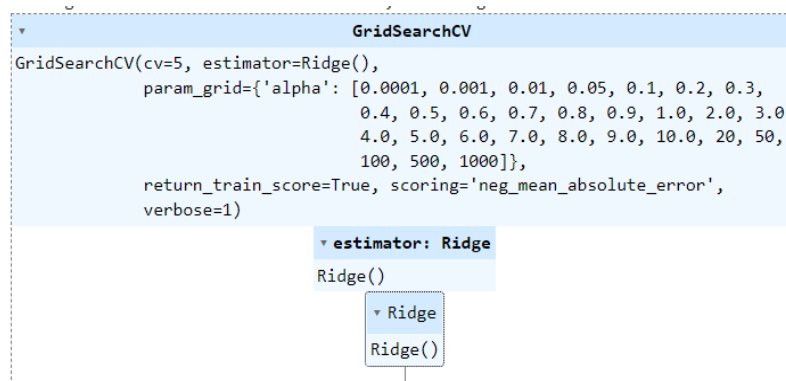 GridSearchCV
GridSearchCV(cv=5, estimator=Ridge(),
param_grid={'alpha': [0.0001, 0.001, 0.01, 0.05, 0.1, 0.2, 0.3,
0.4, 0.5, 0.6, 0.7, 0.8, 0.9, 1.0, 2.0, 3.0
4.0, 5.0, 6.0, 7.0, 8.0, 9.0, 10.0, 20, 50,
100, 500, 1000]},
return_train_score=True, scoring='neg_mean_absolute_error',
verbose=1)
estimator: Ridge
Ridge()
Ridge
Ridge()